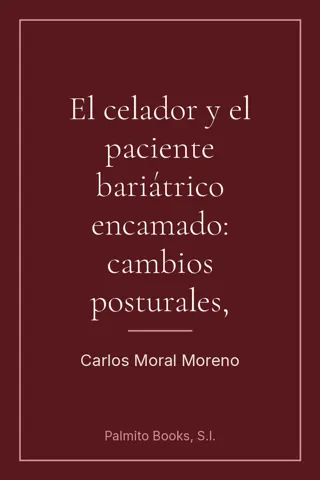 El celador y el
paciente
bariátrico
encamado:
cambios
posturales,
Carlos Moral Moreno
Palmito Books, S.l.